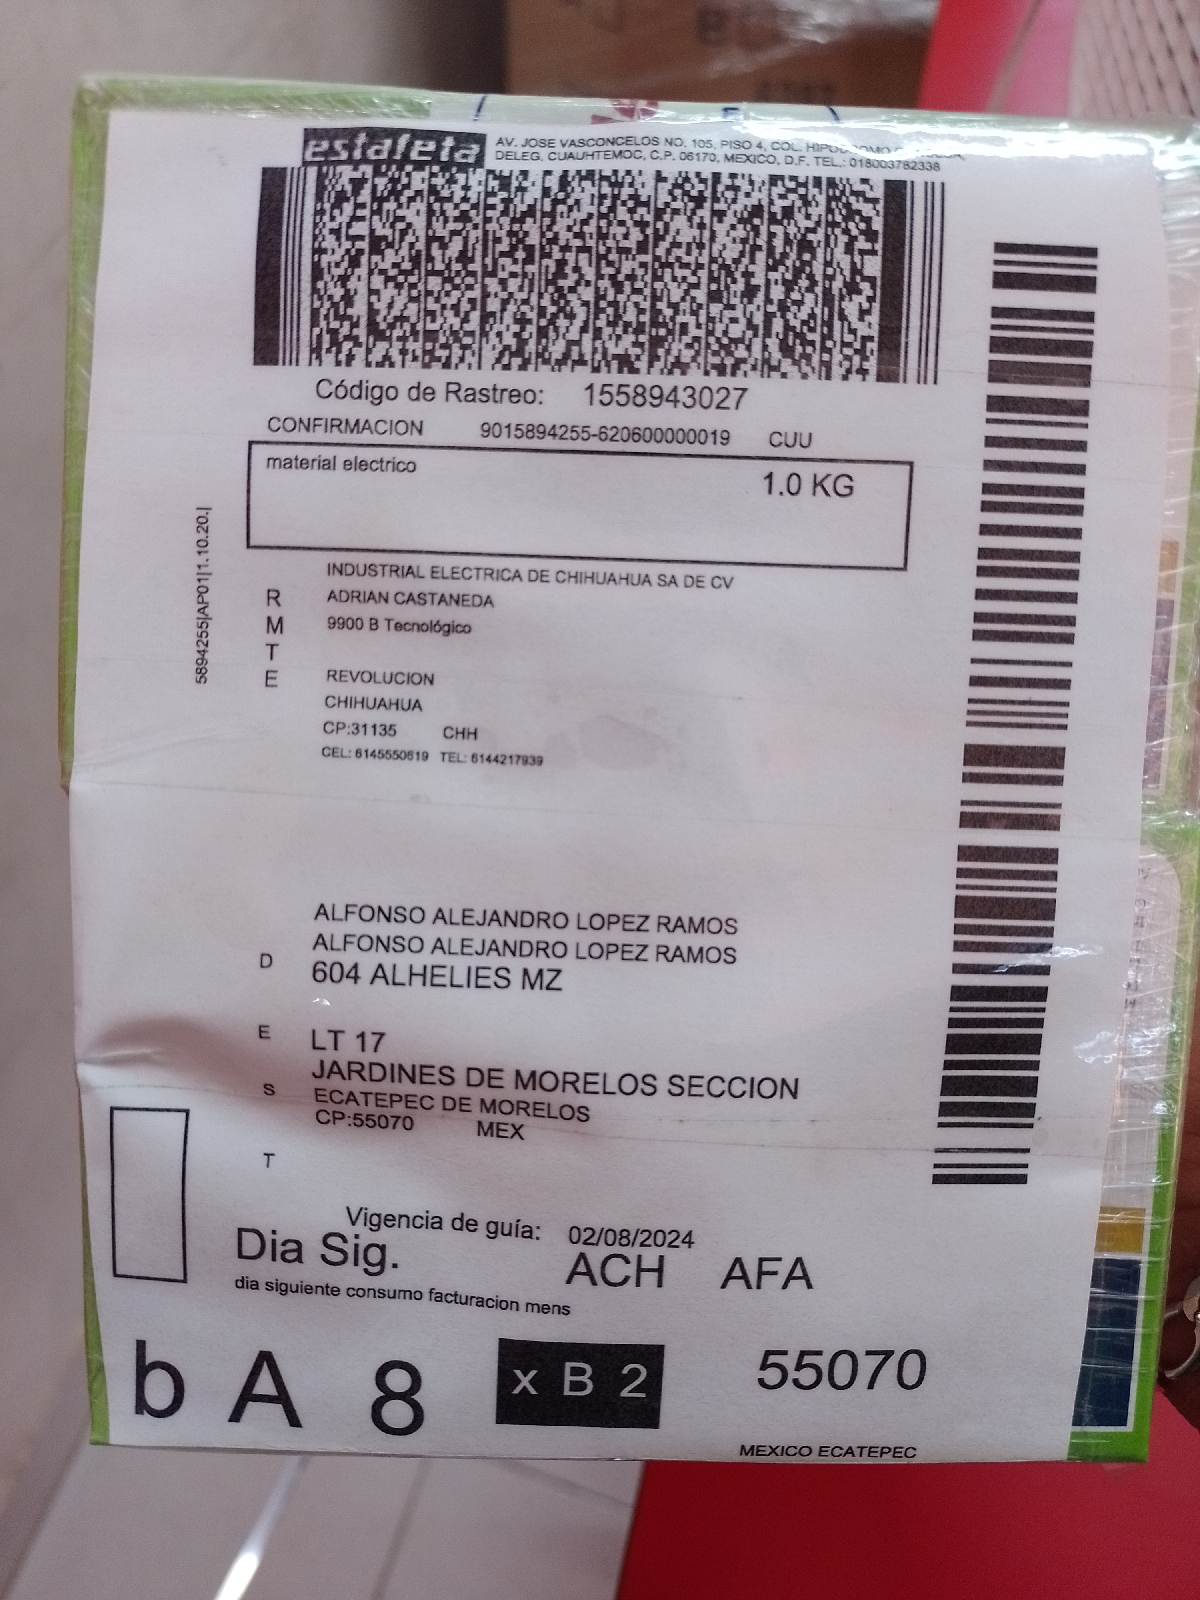 estafeta
AV. JOSE VASCONCELOS NO. 105, PISO 4, COL.
DELEG, CUAUHTEMOC, C.P. 06170, MEXICO, D.F. TEL.: 018003782338
Código de Rastreo: 1558943027
CONFIRMACION 9015894255-620600000019 CUU
material electrico 1.0 KG
5894255|AP01|1.10.20.|
RMTE
INDUSTRIAL ELECTRICA DE CHIHUAHUA SA DE CV
ADRIAN CASTANEDA
9900 B Tecnológico
REVOLUCION
CHIHUAHUA
CP:31135 CHH
CEL: 6145550619 TEL: 6144217939
DEST
ALFONSO ALEJANDRO LOPEZ RAMOS
ALFONSO ALEJANDRO LOPEZ RAMOS
604 ALHELIES MZ
LT 17
JARDINES DE MORELOS SECCION
ECATEPEC DE MORELOS
CP:55070 MEX
Vigencia de guía: 02/08/2024
Dia Sig. ACH AFA
dia siguiente consumo facturacion mens
b A 8 x B 2 55070
MEXICO ECATEPEC